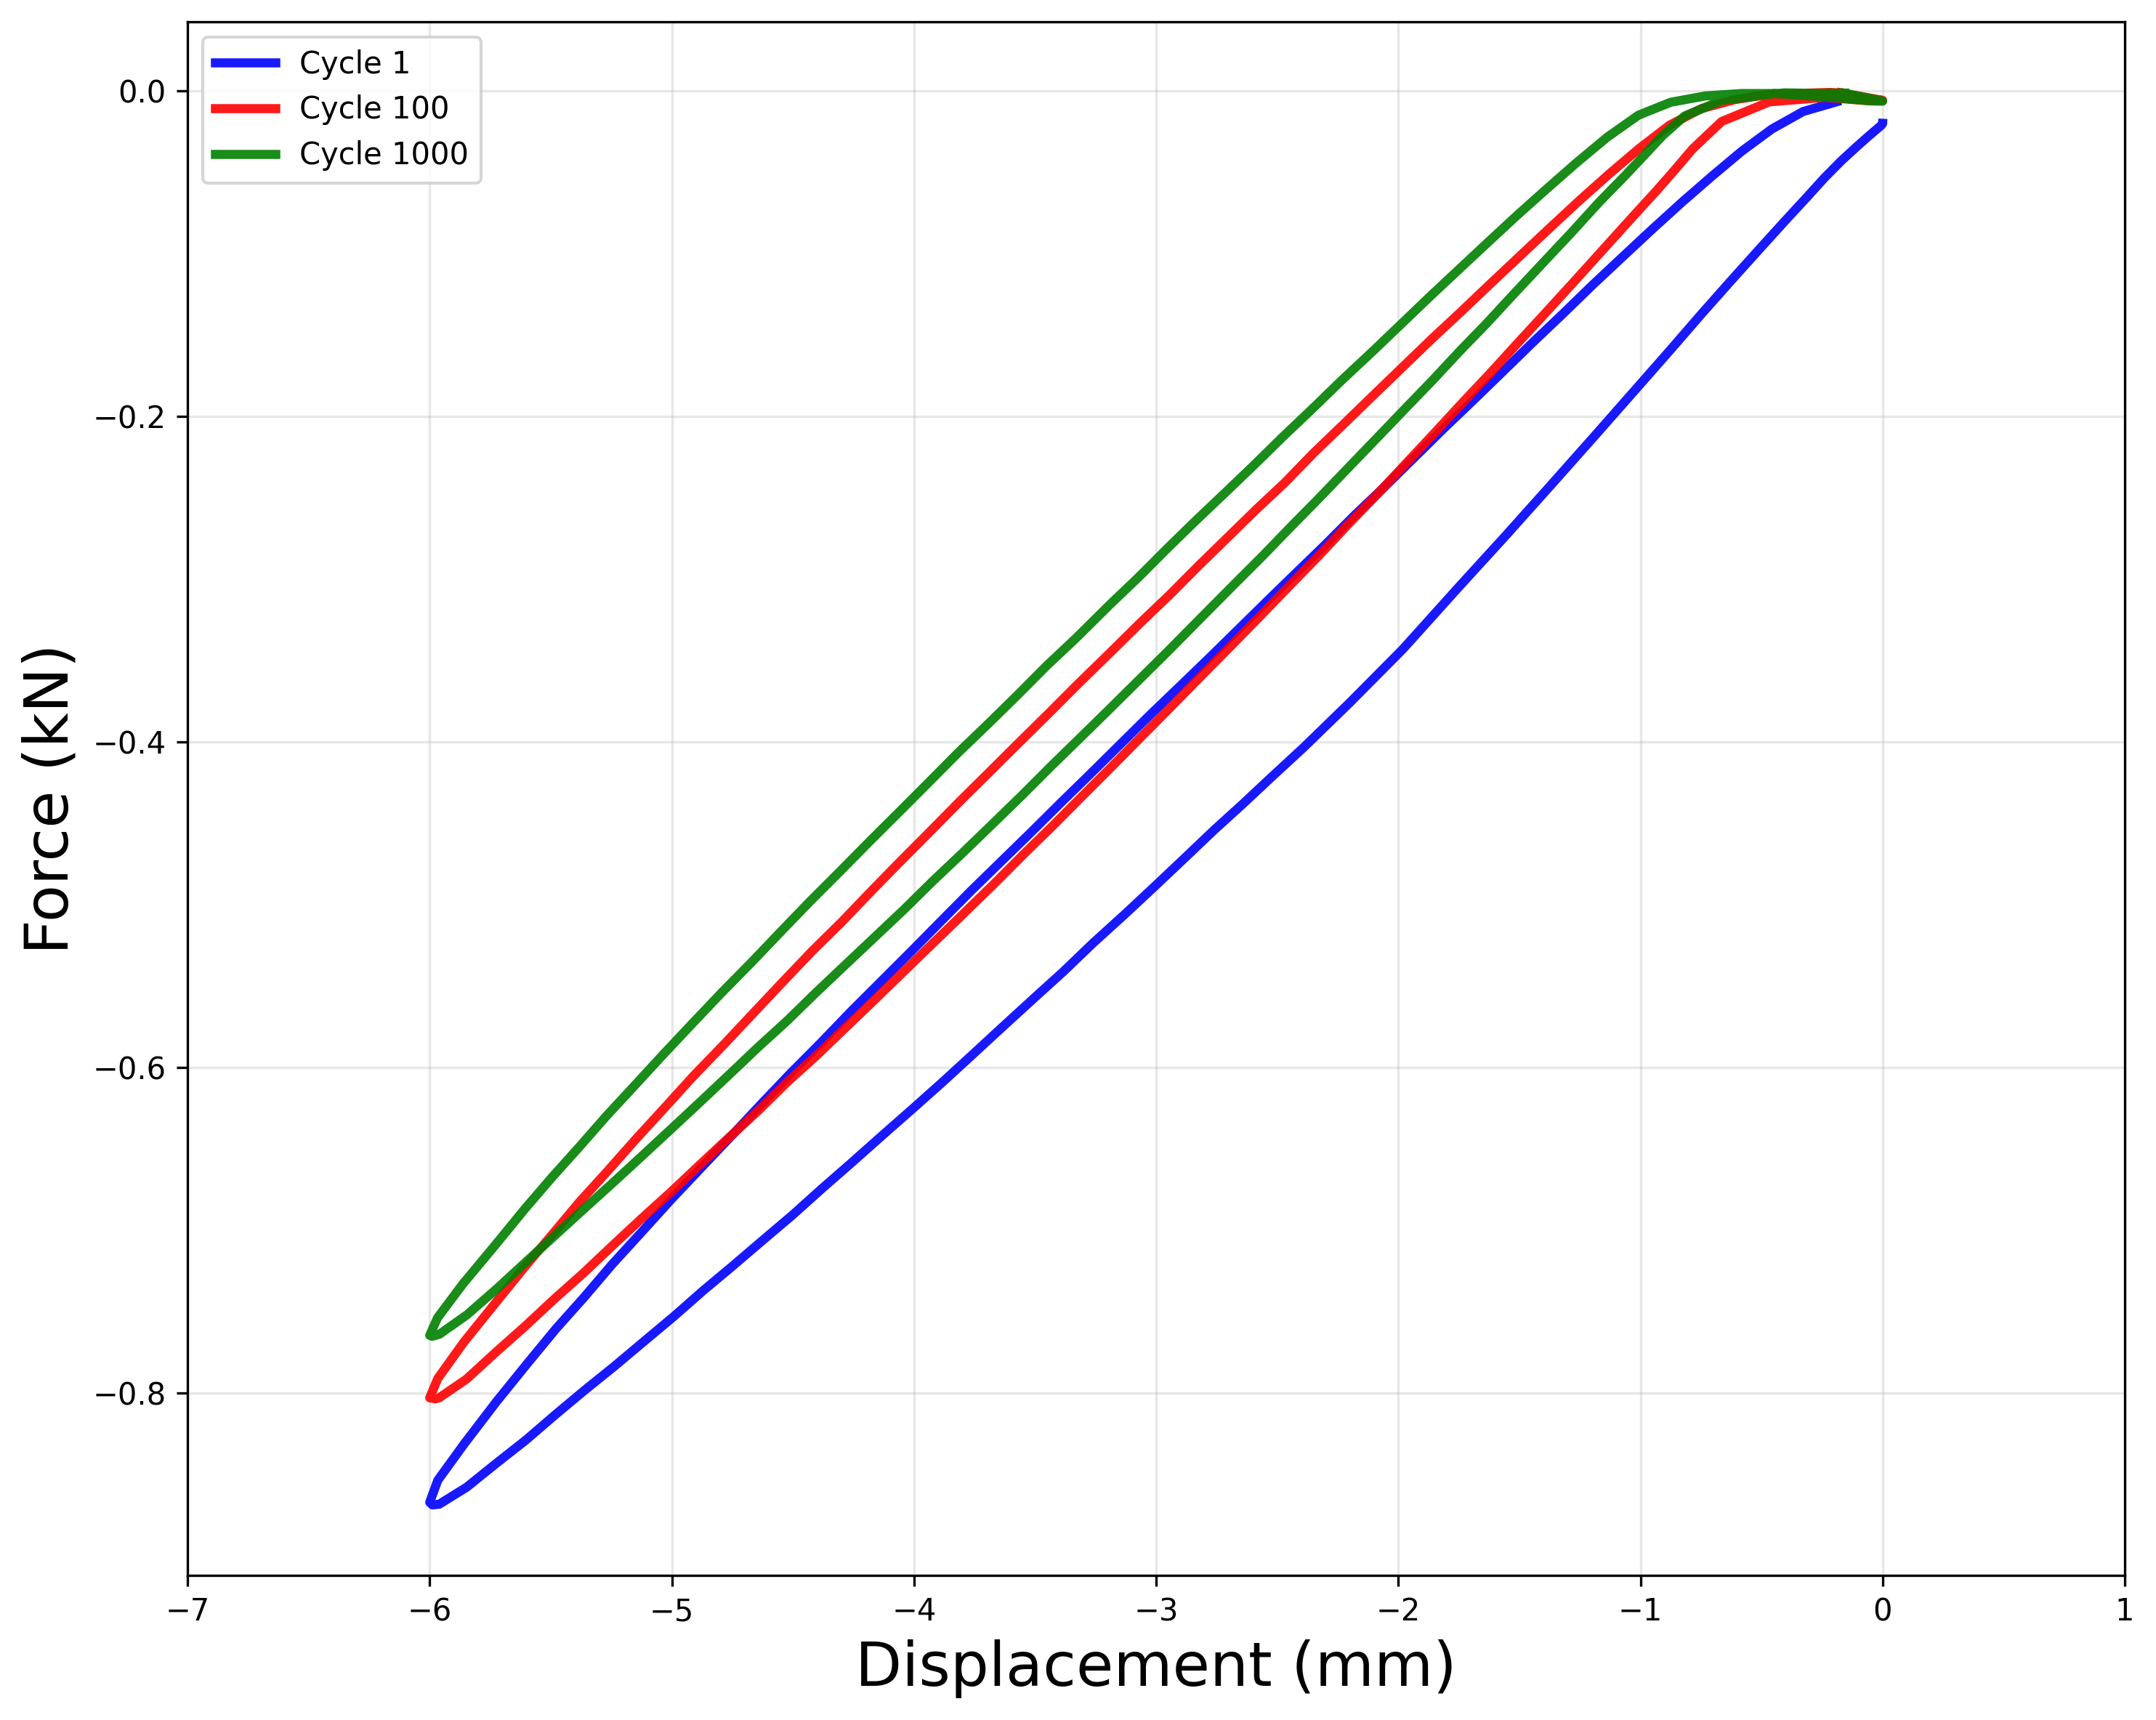 Cycle 1
Cycle 100
Cycle 1000
0.0
−0.2
−0.4
−0.6
−0.8
Force (kN)
−7 −6 −5 −4 −3 −2 −1 0 1
Displacement (mm)